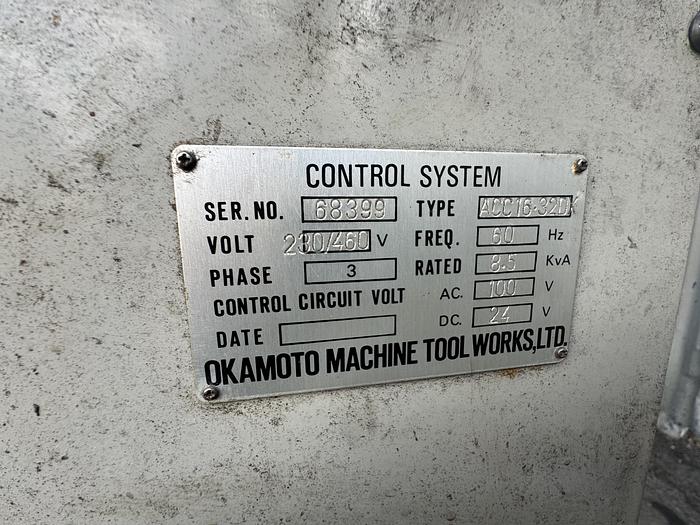 CONTROL SYSTEM
SER. NO. 68399 TYPE ACC16-32DX
VOLT 230/460 V FREQ. 60 Hz
PHASE 3 RATED 8.5 KvA
CONTROL CIRCUIT VOLT AC. 100 V
DATE DC. 24 V
OKAMOTO MACHINE TOOL WORKS,LTD.